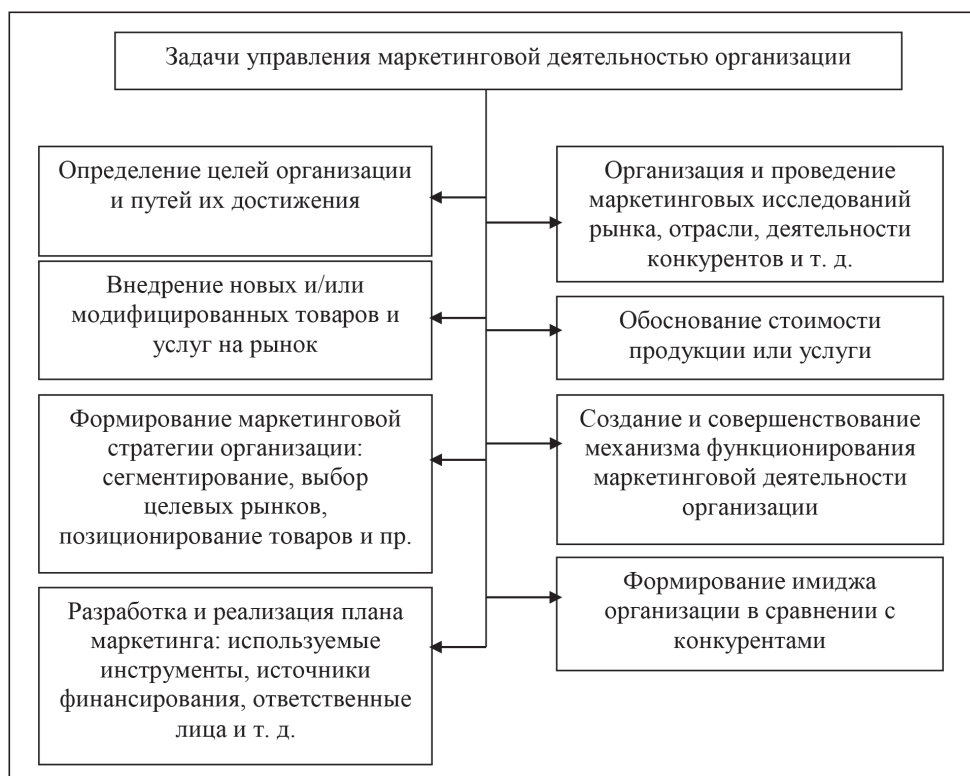 Задачи управления маркетинговой деятельностью организации
Определение целей организации
и путей их достижения
Организация и проведение
маркетинговых исследований
рынка, отрасли, деятельности
конкурентов и т. д.
Внедрение новых и/или
модифицированных товаров и
услуг на рынок
Обоснование стоимости
продукции или услуги
Формирование маркетинговой
стратегии организации:
сегментирование, выбор
целевых рынков,
позиционирование товаров и пр.
Создание и совершенствование
механизма функционирования
маркетинговой деятельности
организации
Разработка и реализация плана
маркетинга: используемые
инструменты, источники
финансирования, ответственные
лица и т. д.
Формирование имиджа
организации в сравнении с
конкурентами